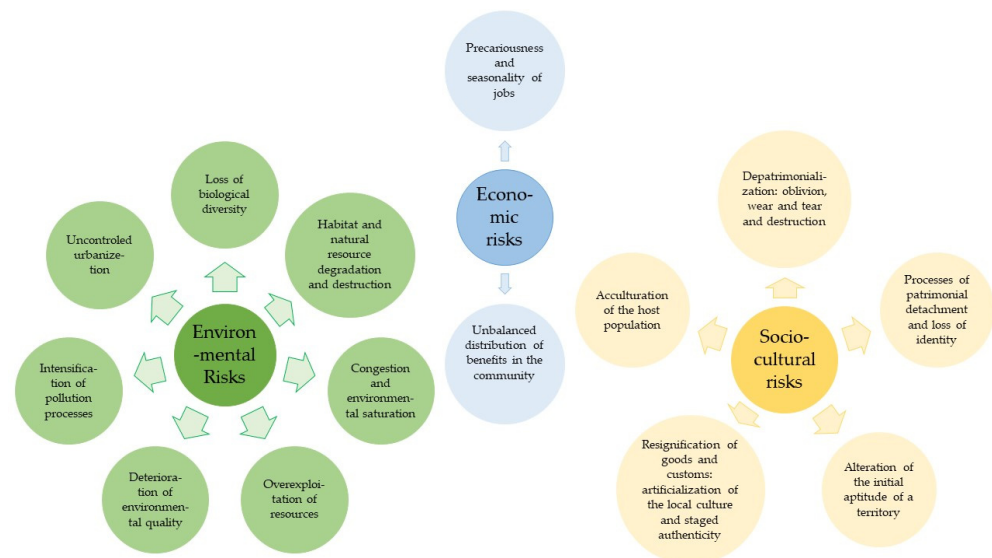 Precariousness
and
seasonality of
jobs
Econo-
mic
risks
Unbalanced
distribution of
benefits in the
community
Loss of
biological
diversity
Habitat and
natural
resource
degradation
and destruction
Uncontroled
urbanize-
tion
Environ
-mental
Risks
Intensifica-
tion of
pollution
processes
Congestion and
environmen-
tal saturation
Deteriora-
tion of
environmen-
tal quality
Overexploi-
tation of
resources
Depatrimoniali-
zation: oblivion,
wear and tear
and destruction
Acculturation
of the host
population
Processes of
patrimonial
detachment
and loss of
identity
Socio-
cultural
risks
Resignification of
goods and
customs:
artificialization of
the local culture
and staged
authenticity
Alteration of
the initial
aptitude of a
territory